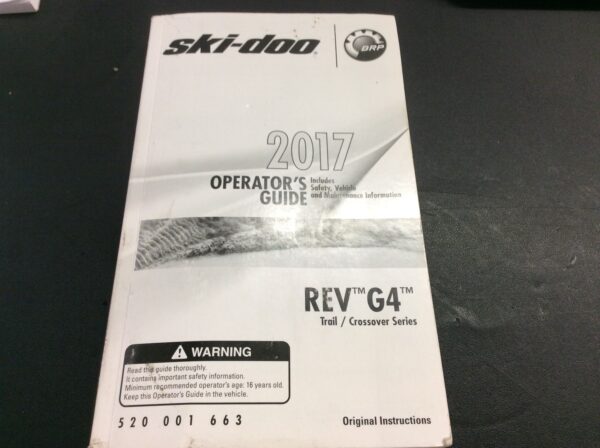 ski-doo
BRP
2017
OPERATOR'S GUIDE
Includes
Safety, Vehicle
and Maintenance Information
REV™ G4™
Trail / Crossover Series
WARNING
Read this guide thoroughly.
It contains important safety information.
Minimum recommended operator's age: 16 years old.
Keep this Operator's Guide in the vehicle.
520 001 663
Original Instructions